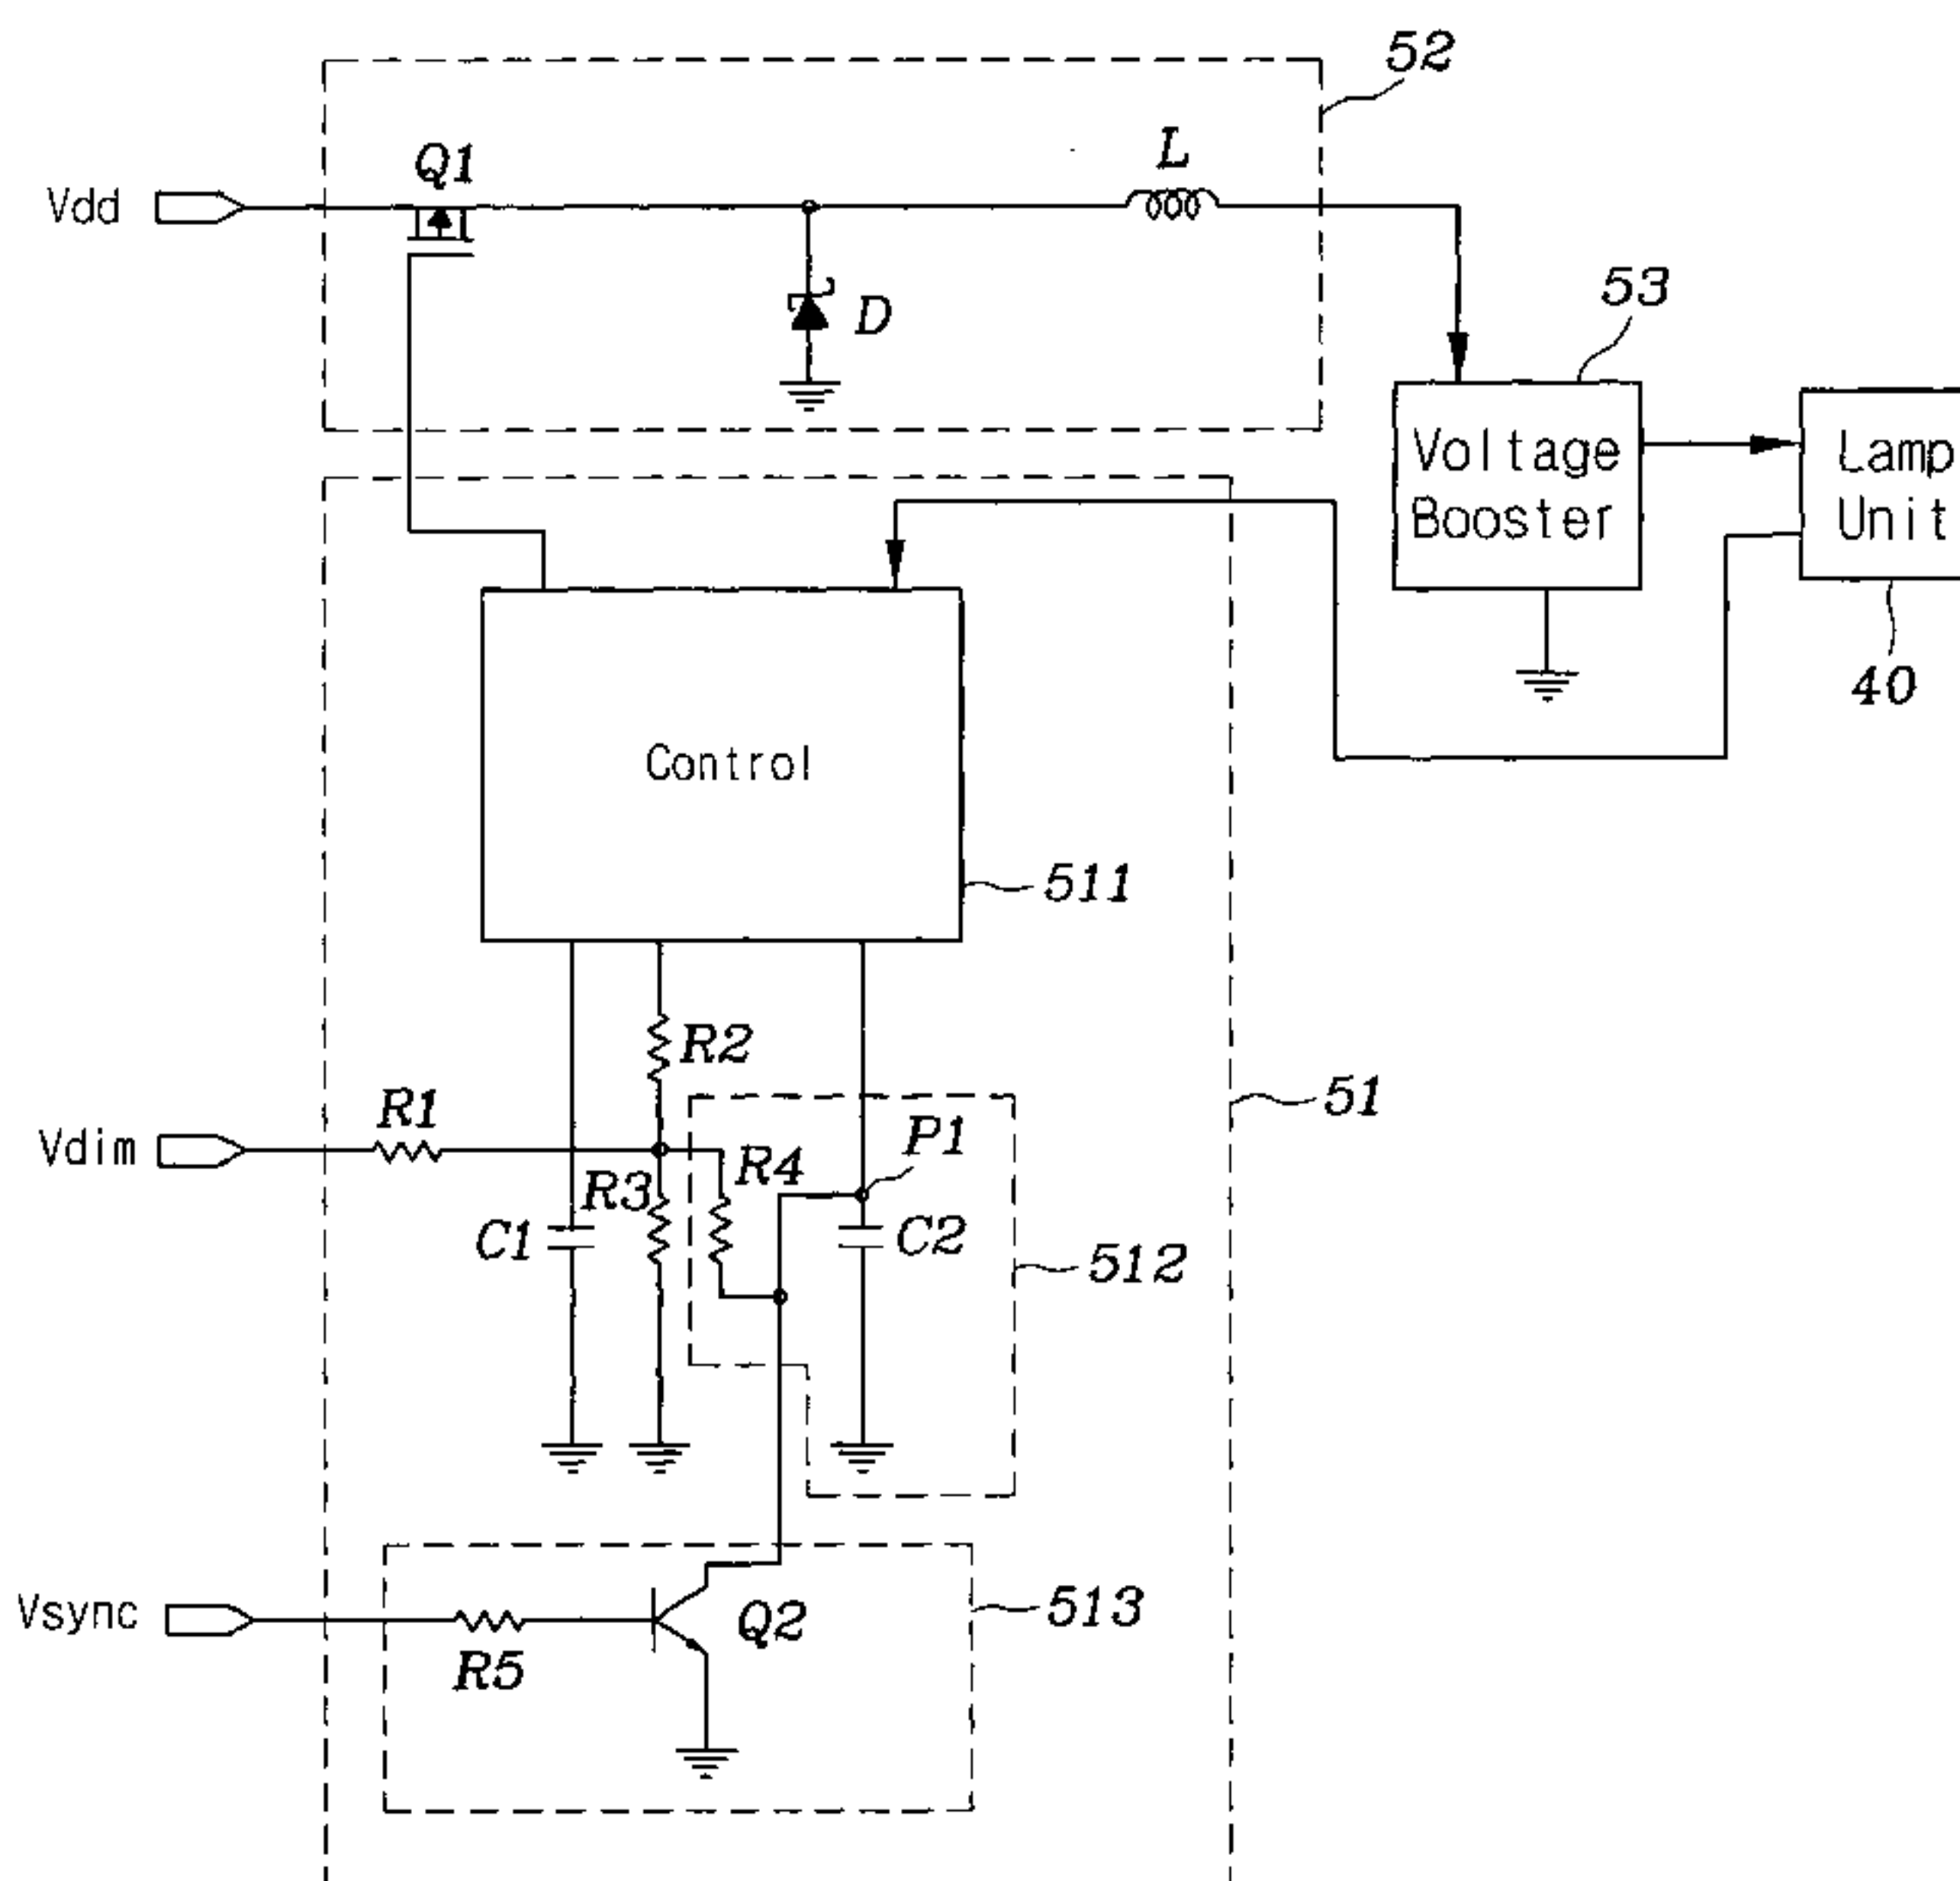 52
Q1
L
Vdd
53
D
Voltage
Booster
Lamp
Unit
40
Control
511
R2
R1
51
P1
Vdim
R4
R3
C1
C2
512
Vsync
Q2
513
R5